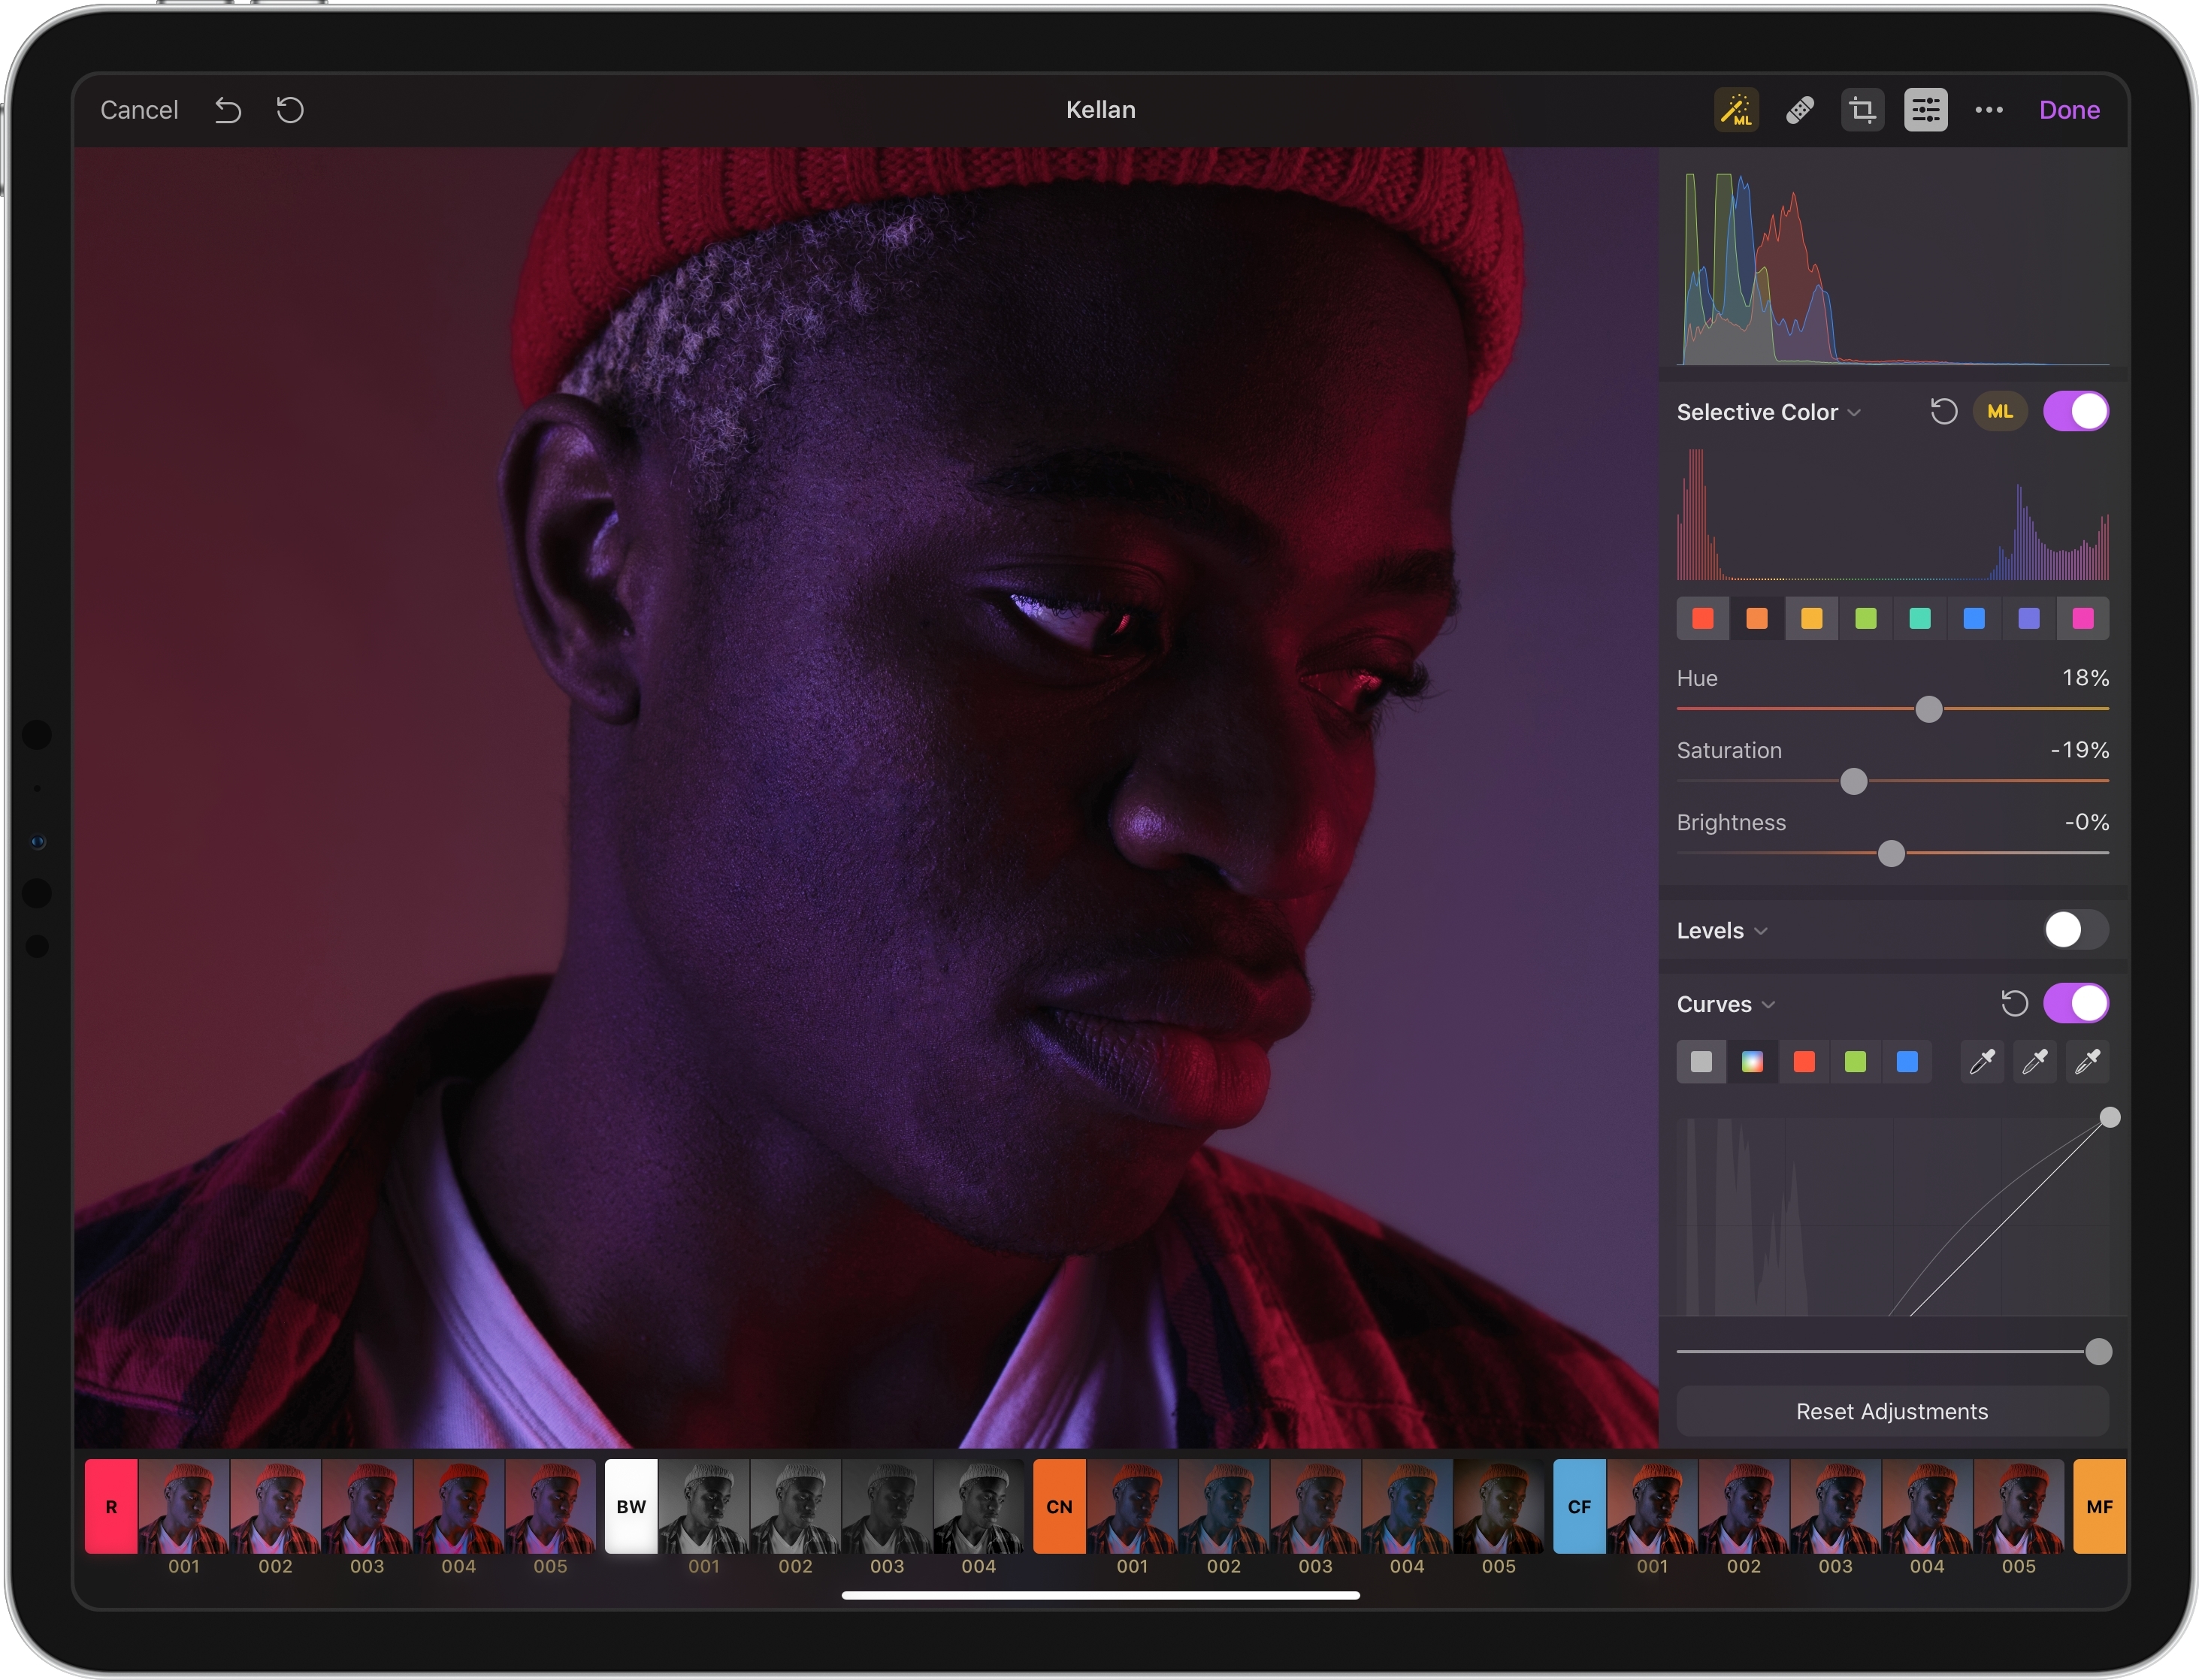 Cancel
Kellan
ML
Done
Selective Color
ML
Hue
18%
Saturation
-19%
Brightness
-0%
Levels
Curves
Reset Adjustments
R
BW
CN
CF
MF
001 002 003 004 005 001 002 003 004 001 002 003 004 005 001 002 003 004 005